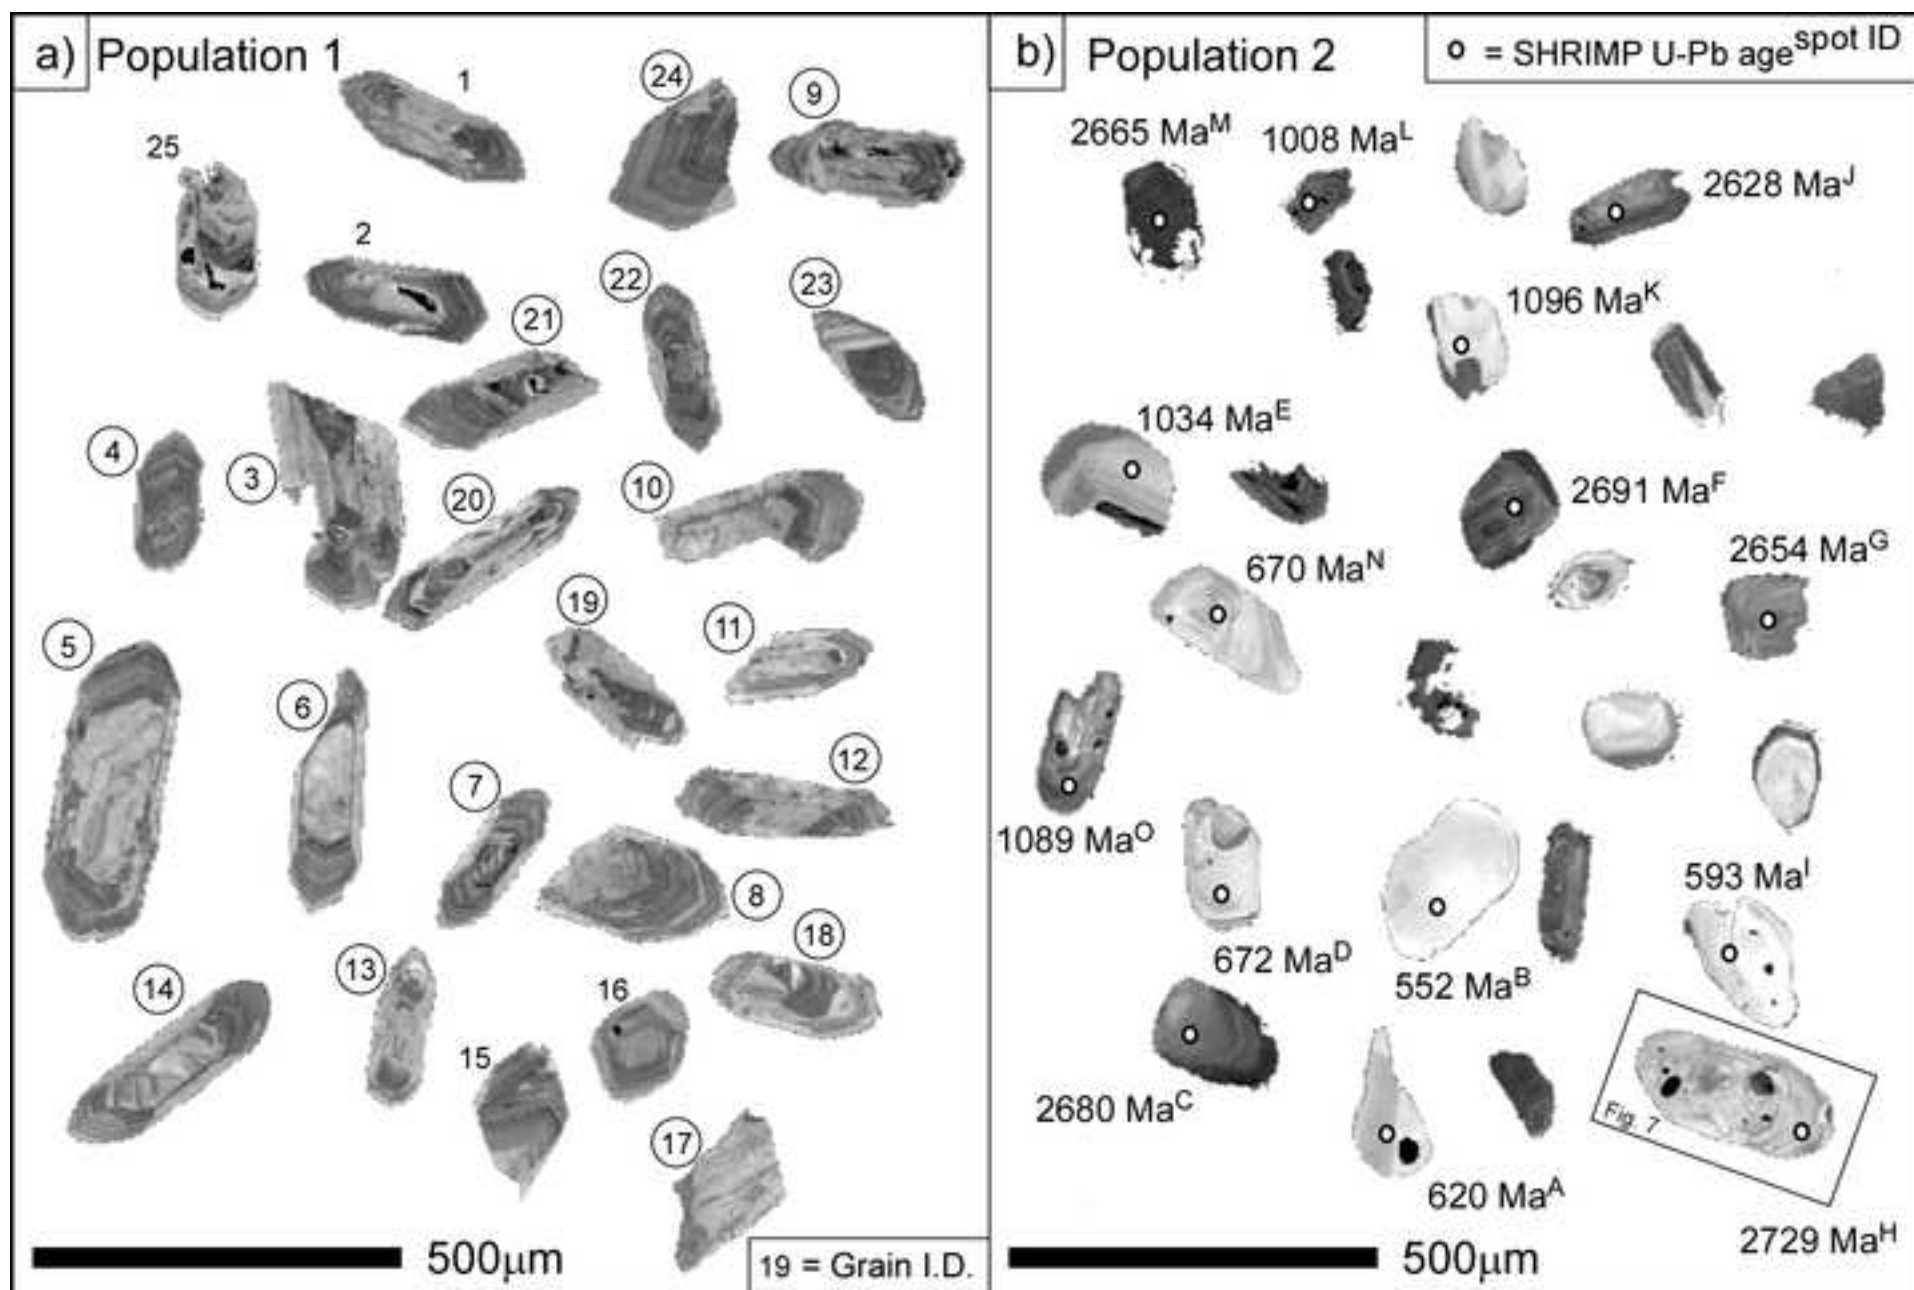 a) Population 1
1
24
9
25
2
22
23
21
4
3
20
10
19
11
5
6
12
7
8
18
13
14
16
15
17
500μm
19 = Grain I.D.
b) Population 2
= SHRIMP U-Pb age spot ID
2665 Ma M
1008 Ma L
2628 Ma J
1096 Ma K
1034 Ma E
2691 Ma F
2654 Ma G
670 Ma N
1089 Ma O
593 Ma I
672 Ma D
552 Ma B
2680 Ma C
Fig. 7
620 Ma A
2729 Ma H
500μm